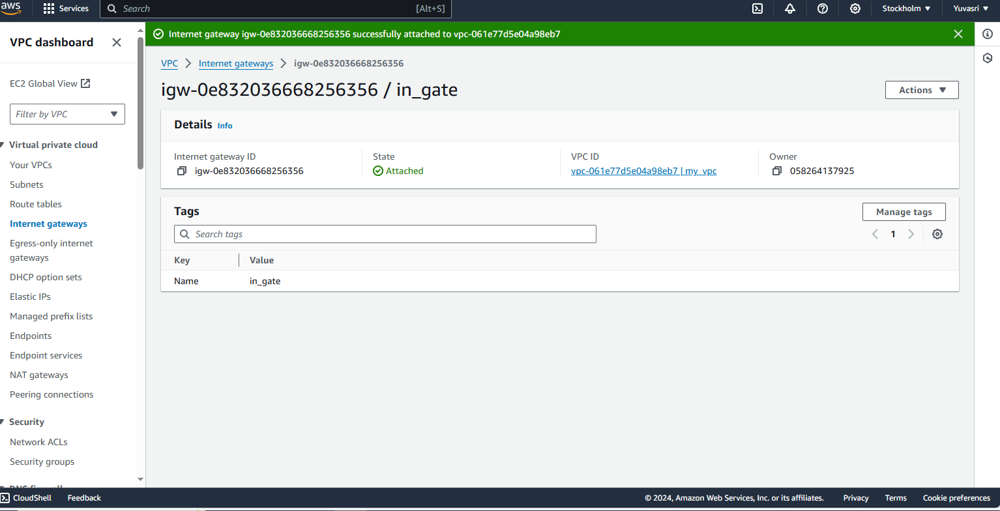 aws
Services
Search [Alt+S]
Stockholm
Yuvasri
VPC dashboard
EC2 Global View
Filter by VPC
Virtual private cloud
Your VPCs
Subnets
Route tables
Internet gateways
Egress-only internet
gateways
DHCP option sets
Elastic IPs
Managed prefix lists
Endpoints
Endpoint services
NAT gateways
Peering connections
Security
Network ACLs
Security groups
DNS firewall
Internet gateway igw-0e832036668256356 successfully attached to vpc-061e77d5e04a98eb7
VPC Internet gateways igw-0e832036668256356
igw-0e832036668256356 / in_gate
Actions
Details Info
Internet gateway ID
igw-0e832036668256356
State
Attached
VPC ID
vpc-061e77d5e04a98eb7 | my_vpc
Owner
058264137925
Tags
Manage tags
Search tags
1
Key Value
Name in_gate
CloudShell Feedback
© 2024, Amazon Web Services, Inc. or its affiliates. Privacy Terms Cookie preferences